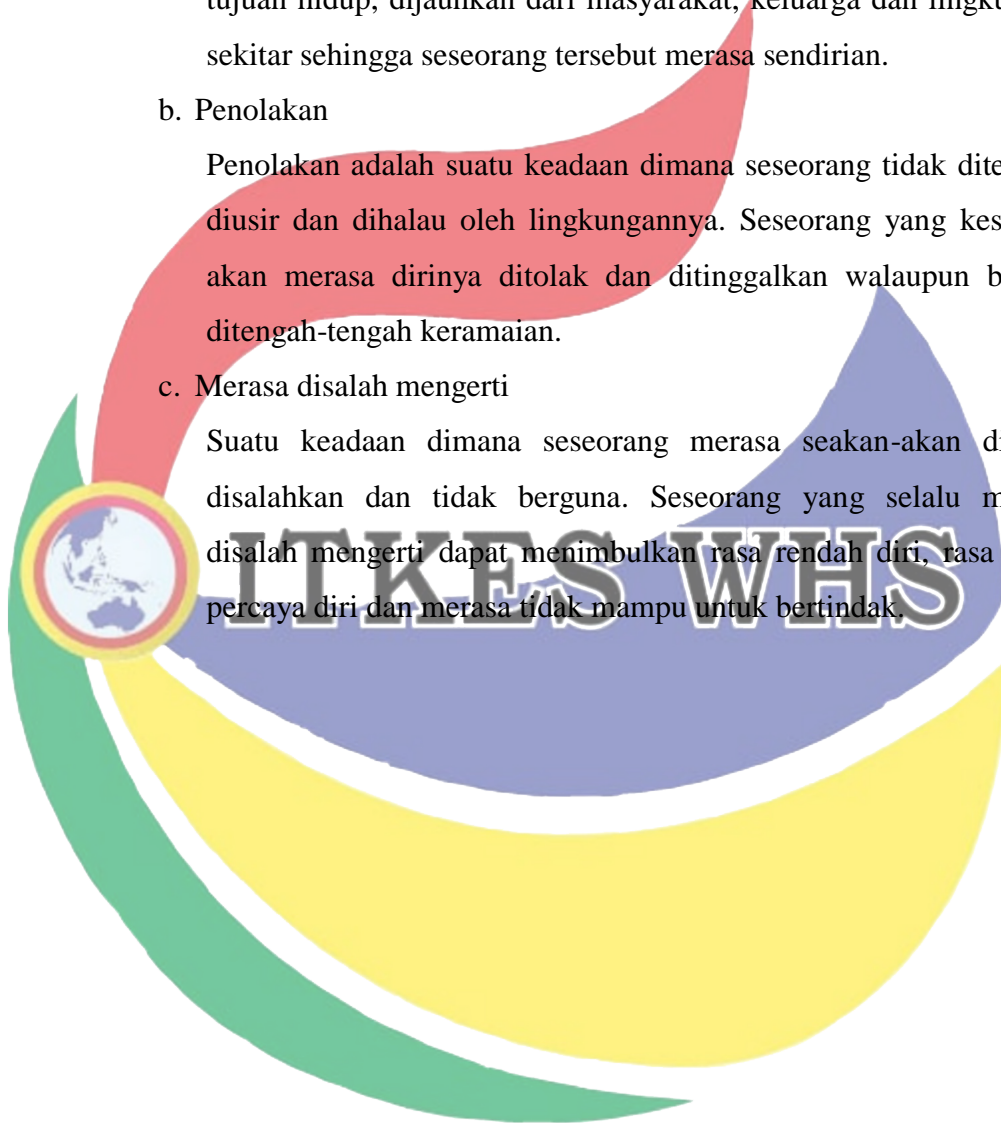 tujuan hidup, dijauhkan dari masyarakat, keluarga dan lingku
sekitar sehingga seseorang tersebut merasa sendirian.
b. Penolakan
Penolakan adalah suatu keadaan dimana seseorang tidak dite
diusir dan dihalau oleh lingkungannya. Seseorang yang kes
akan merasa dirinya ditolak dan ditinggalkan walaupun b
ditengah-tengah keramaian.
c. Merasa disalah mengerti
Suatu keadaan dimana seseorang merasa seakan-akan di
disalahkan dan tidak berguna. Seseorang yang selalu m
disalah mengerti dapat menimbulkan rasa rendah diri, rasa
percaya diri dan merasa tidak mampu untuk bertindak.
ITKES WHS